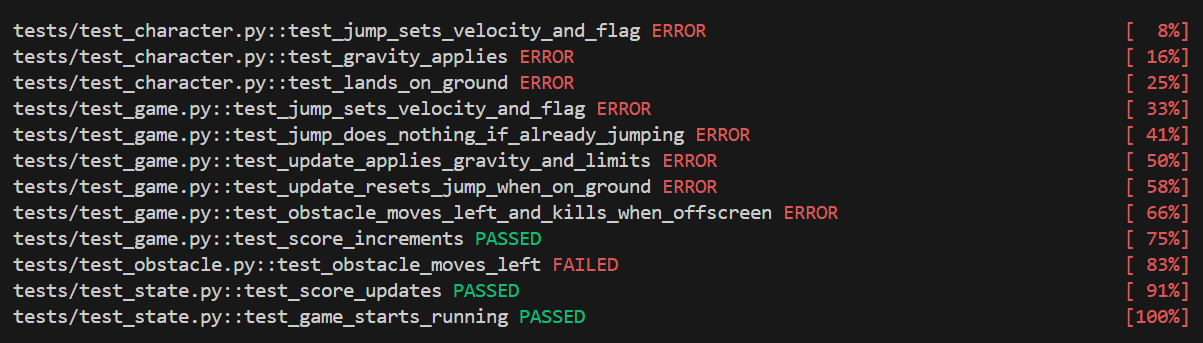 tests/test_character.py::test_jump_sets_velocity_and_flag ERROR [  8%]
tests/test_character.py::test_gravity_applies ERROR [ 16%]
tests/test_character.py::test_lands_on_ground ERROR [ 25%]
tests/test_game.py::test_jump_sets_velocity_and_flag ERROR [ 33%]
tests/test_game.py::test_jump_does_nothing_if_already_jumping ERROR [ 41%]
tests/test_game.py::test_update_applies_gravity_and_limits ERROR [ 50%]
tests/test_game.py::test_update_resets_jump_when_on_ground ERROR [ 58%]
tests/test_game.py::test_obstacle_moves_left_and_kills_when_offscreen ERROR [ 66%]
tests/test_game.py::test_score_increments PASSED [ 75%]
tests/test_obstacle.py::test_obstacle_moves_left FAILED [ 83%]
tests/test_state.py::test_score_updates PASSED [ 91%]
tests/test_state.py::test_game_starts_running PASSED [100%]